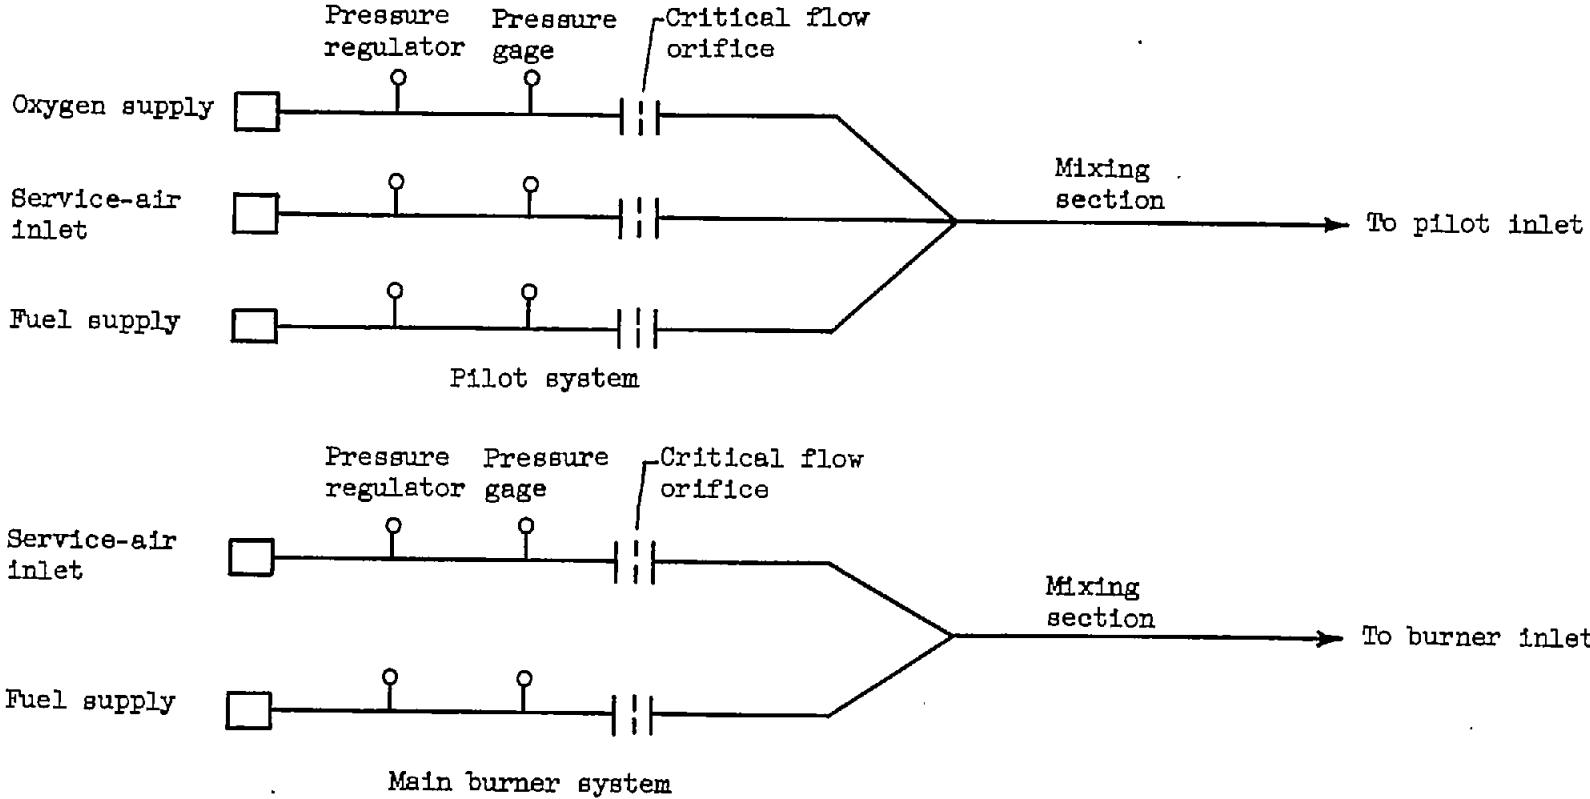 Pressure
regulator
Pressure
gage
Critical flow
orifice
Oxygen supply
Service-air
inlet
Fuel supply
Mixing
section
To pilot inlet
Pilot system
Pressure
regulator
Pressure
gage
Critical flow
orifice
Service-air
inlet
Fuel supply
Mixing
section
To burner inlet
Main burner system